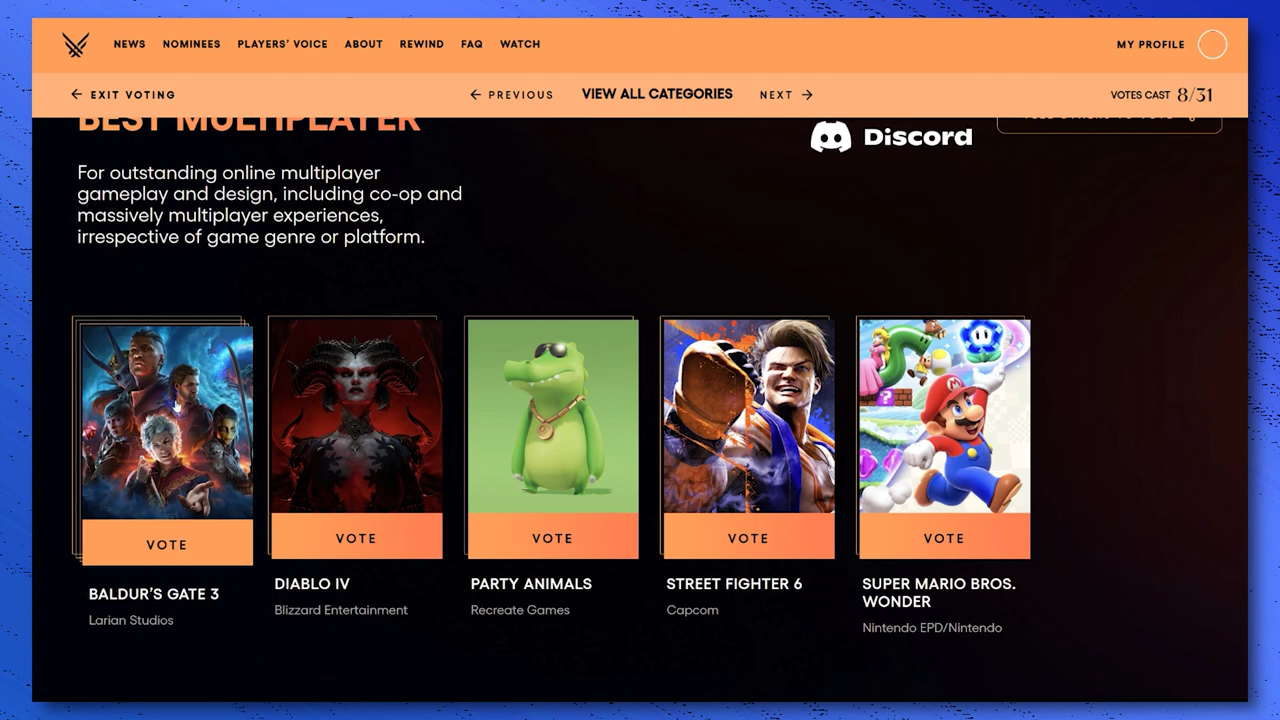 NEWS NOMINEES PLAYERS' VOICE ABOUT REWIND FAQ WATCH MY PROFILE
← EXIT VOTING ← PREVIOUS VIEW ALL CATEGORIES NEXT → VOTES CAST 8/31
BEST MULTIPLAYER
Discord
For outstanding online multiplayer
gameplay and design, including co-op and
massively multiplayer experiences,
irrespective of game genre or platform.
VOTE VOTE VOTE VOTE VOTE
BALDUR'S GATE 3
Larian Studios
DIABLO IV
Blizzard Entertainment
PARTY ANIMALS
Recreate Games
STREET FIGHTER 6
Capcom
SUPER MARIO BROS.
WONDER
Nintendo EPD/Nintendo